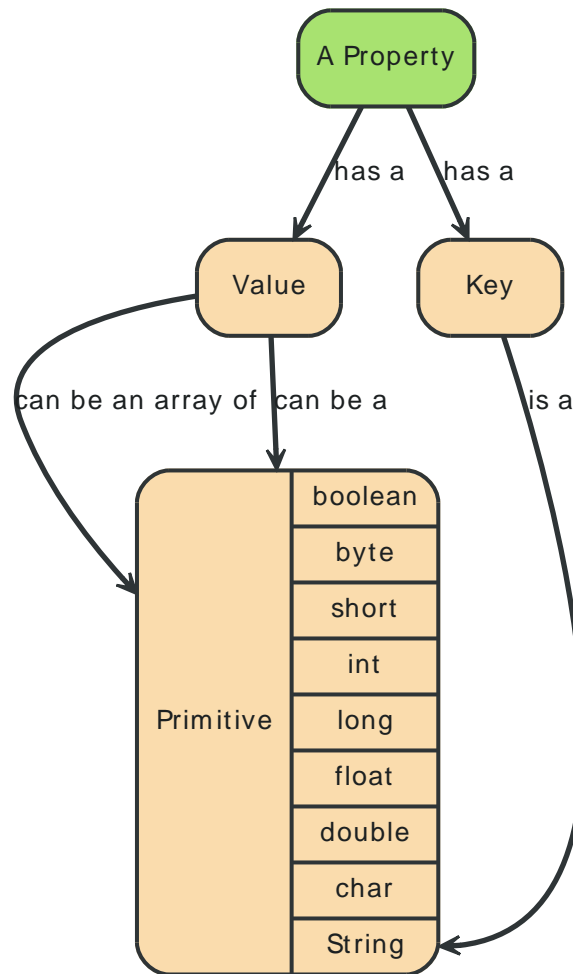 A Property
has a
has a
Value
Key
can be an array of
can be a
is a
Primitive
boolean
byte
short
int
long
float
double
char
String